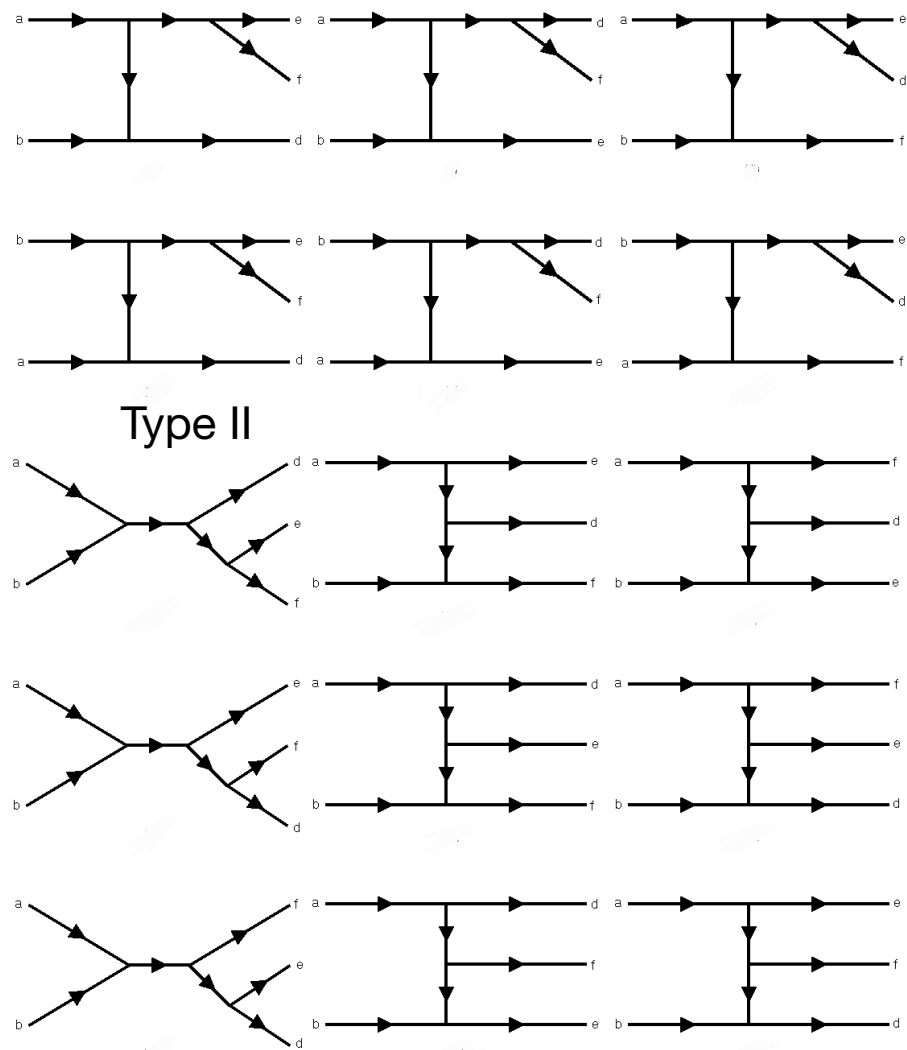 a e a d a e
f f d
b d b e b f
b e b d b e
f f d
a d a e a f
Type II
a d a e a f
e d d
b f b f b e
a e a d a f
f e e
b d b f b d
a f a d a e
e f f
b d b e b d